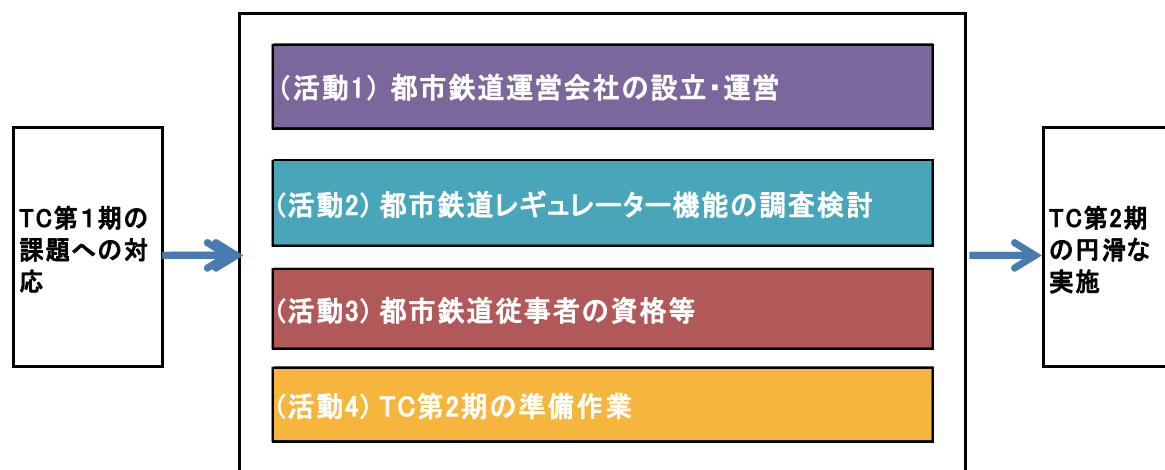 TC第１期の
課題への対
応
（活動1） 都市鉄道運営会社の設立・運営
（活動2） 都市鉄道レギュレーター機能の調査検討
（活動3） 都市鉄道従事者の資格等
（活動4） TC第2期の準備作業
TC第2期
の円滑な
実施